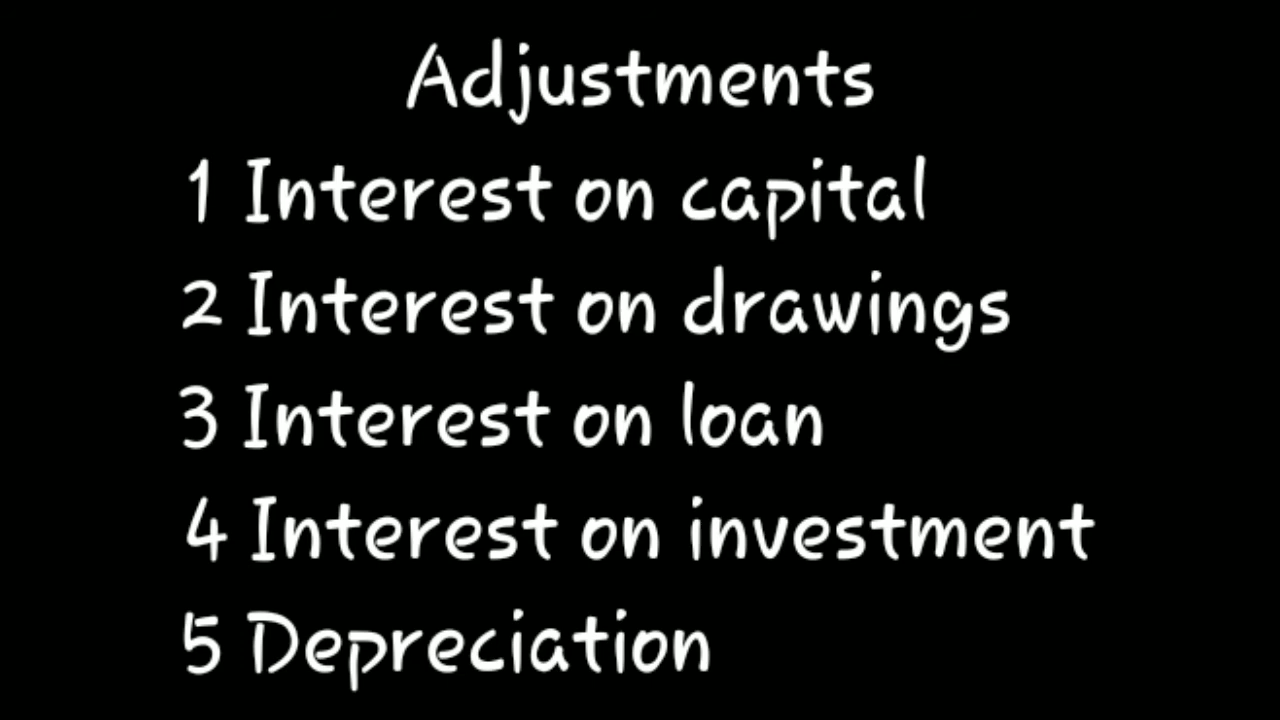 Adjustments
1 Interest on capital
2 Interest on drawings
3 Interest on loan
4 Interest on investment
5 Depreciation